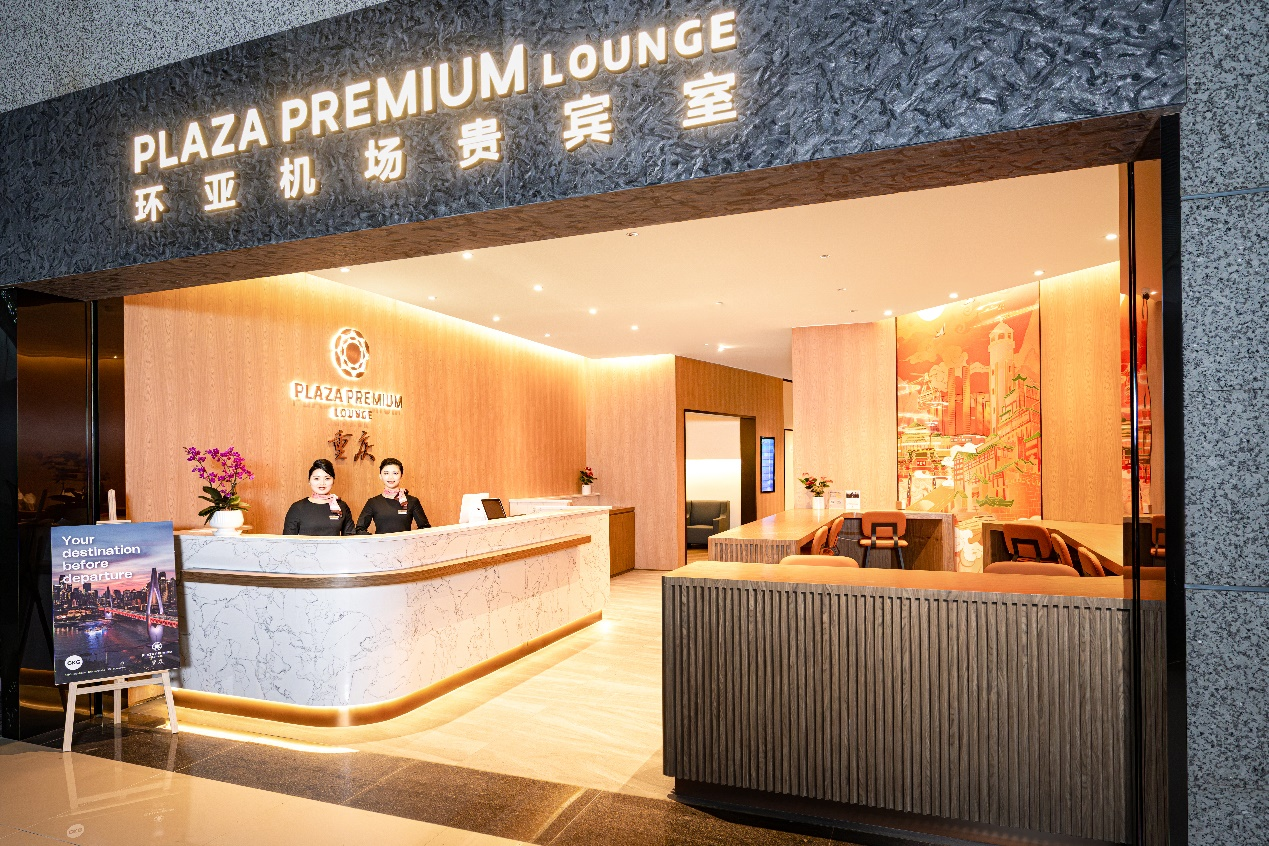 PLAZA PREMIUM LOUNGE
环亚机场贵宾室
PLAZA PREMIUM
LOUNGE
重庆
Your
destination
before
departure
CKG